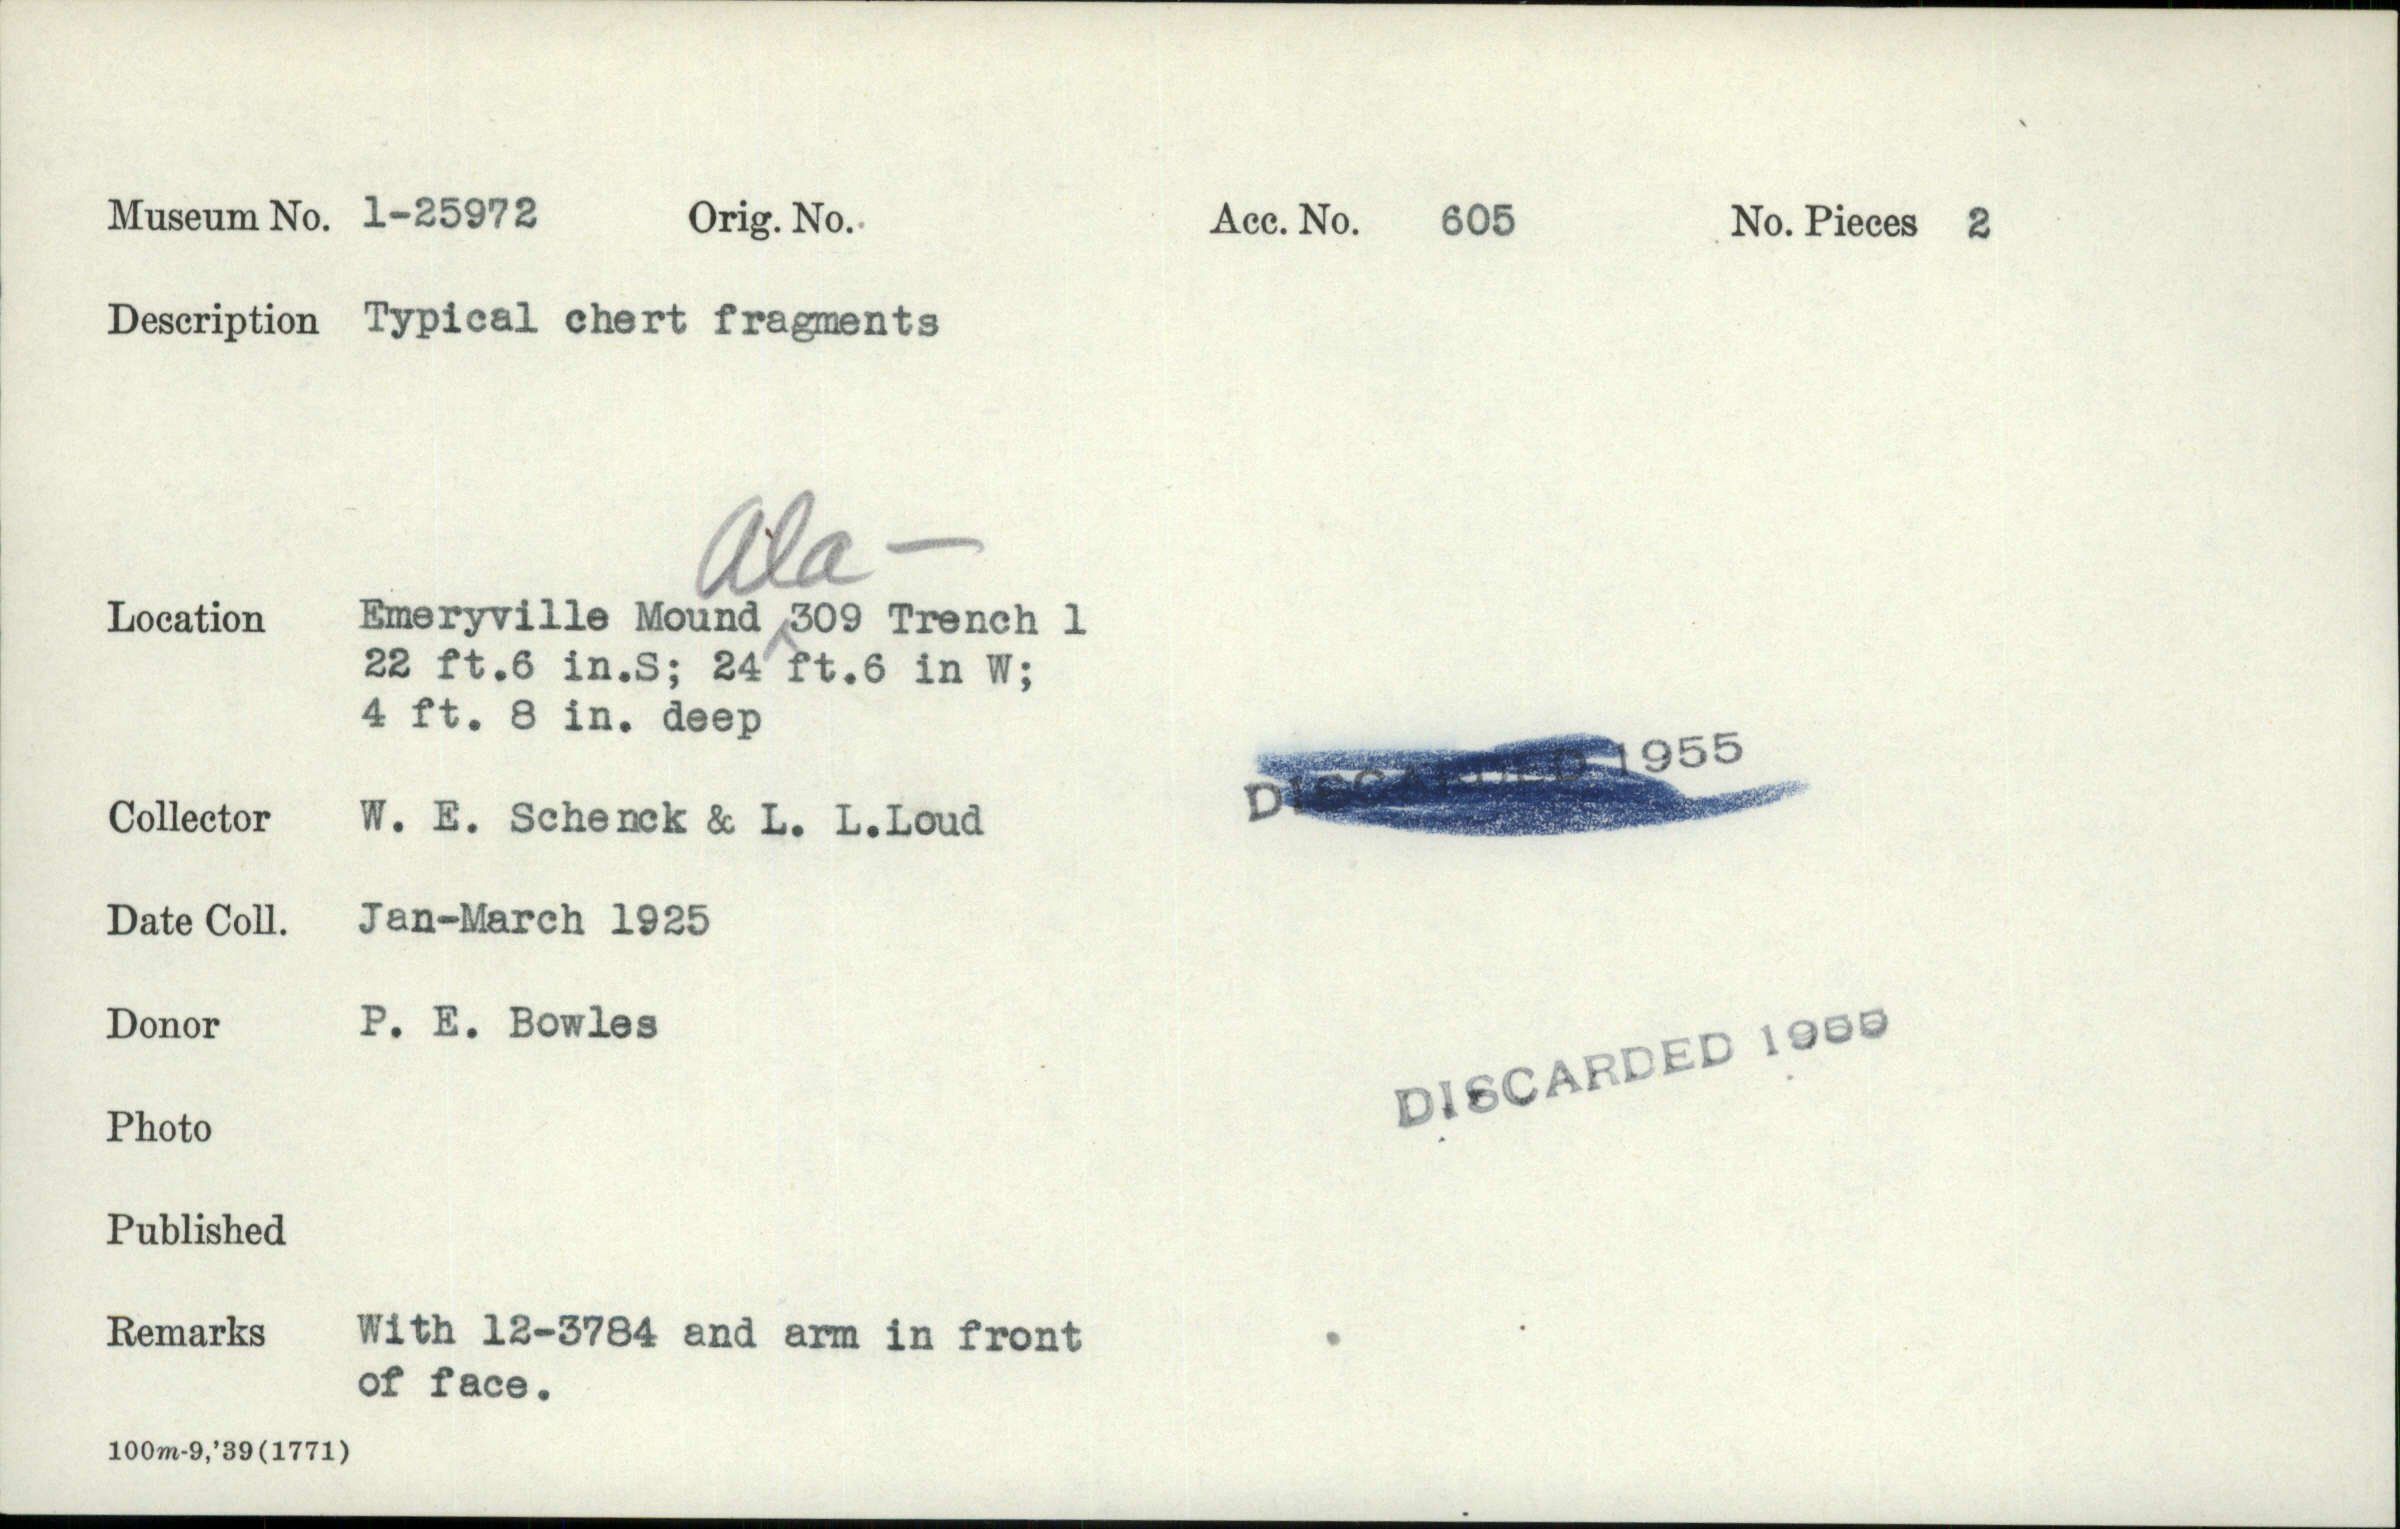 Museum No. 1-25972 Orig. No. Acc. No. 605 No. Pieces 2
Description Typical chert fragments
Ala —
Location Emeryville Mound ^ 309 Trench 1
22 ft.6 in.S; 24 ft.6 in W;
4 ft. 8 in. deep
DISCARDED 1955
Collector W. E. Schenck & L. L.Loud
Date Coll. Jan-March 1925
Donor P. E. Bowles
DISCARDED 1955
Photo
Published
Remarks With 12-3784 and arm in front
of face.
100m-9,'39(1771)